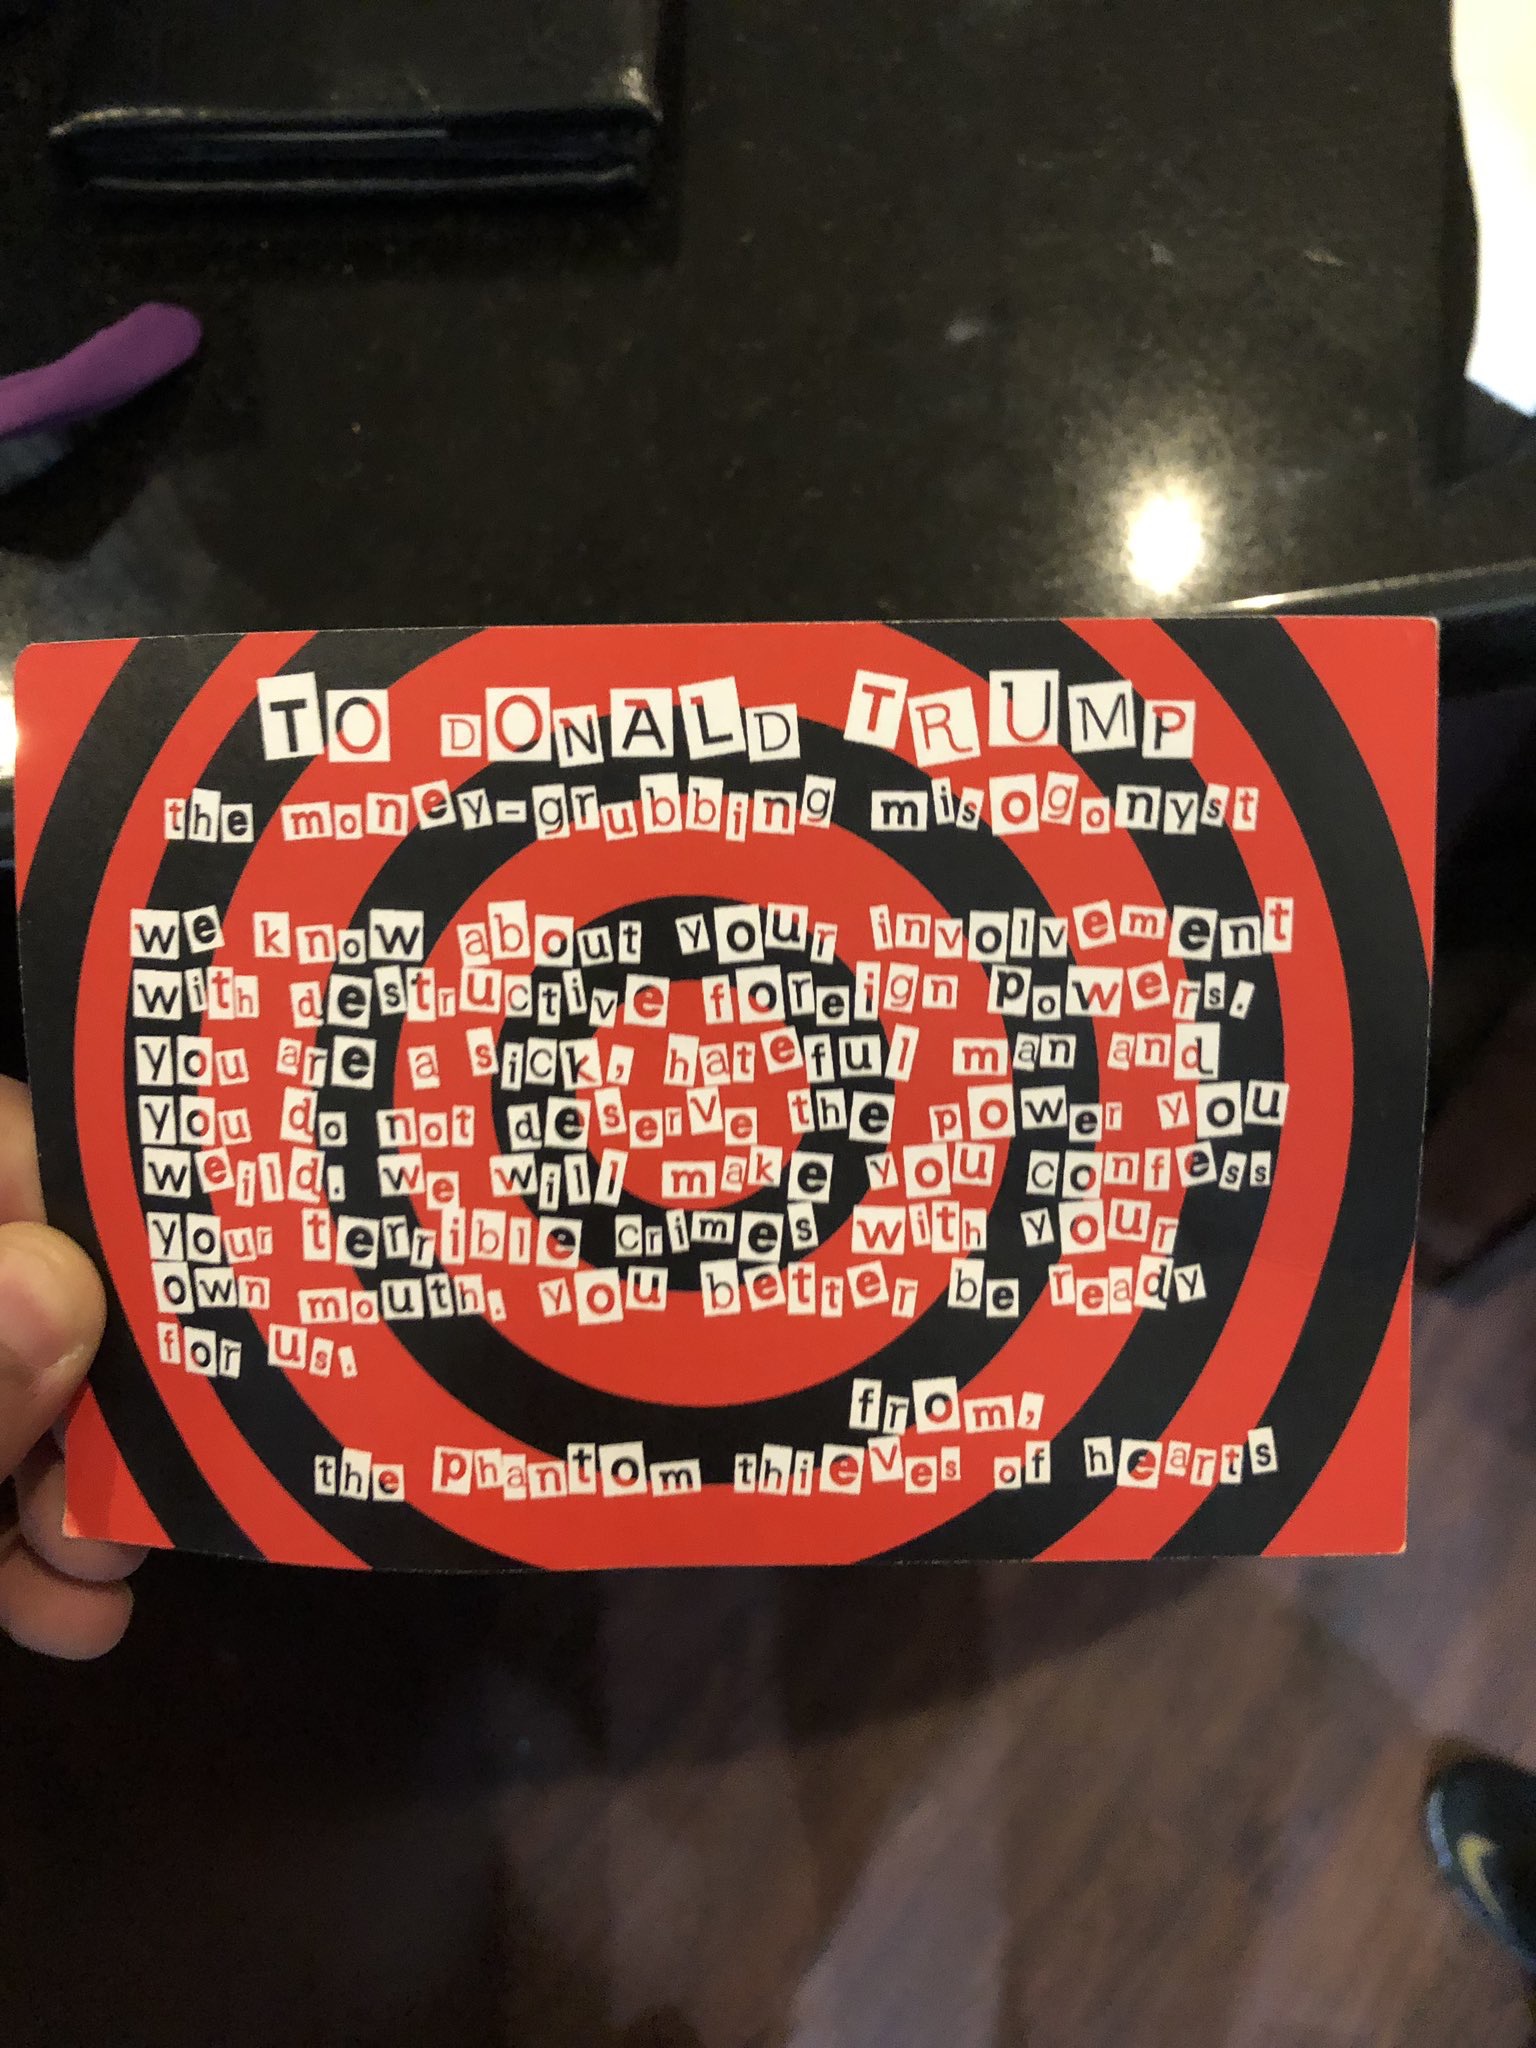 TO DONALD TRUMP
the money-grubbing misogonyst
we know about your involvement
with destructive foreign powers.
you are a sick, hateful man and
you do not deserve the power you
weild. we will make you confess
your terrible crimes with your
own mouth. you better be ready
for us.
from,
the phantom thieves of hearts